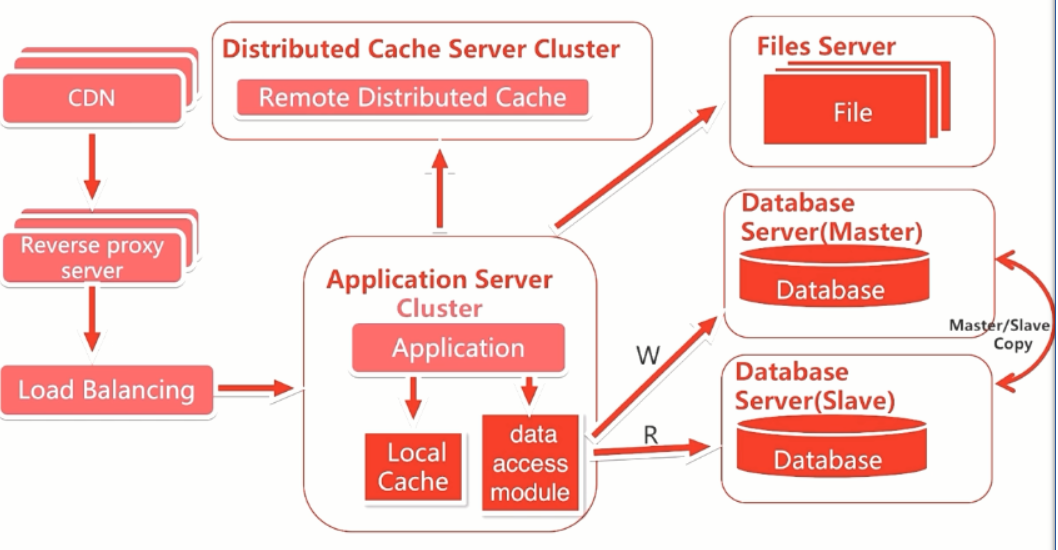 CDN
Reverse proxy
server
Load Balancing
Distributed Cache Server Cluster
Remote Distributed Cache
Application Server
Cluster
Application
Local
Cache
data
access
module
W
R
Files Server
File
Database
Server(Master)
Database
Master/Slave
Copy
Database
Server(Slave)
Database